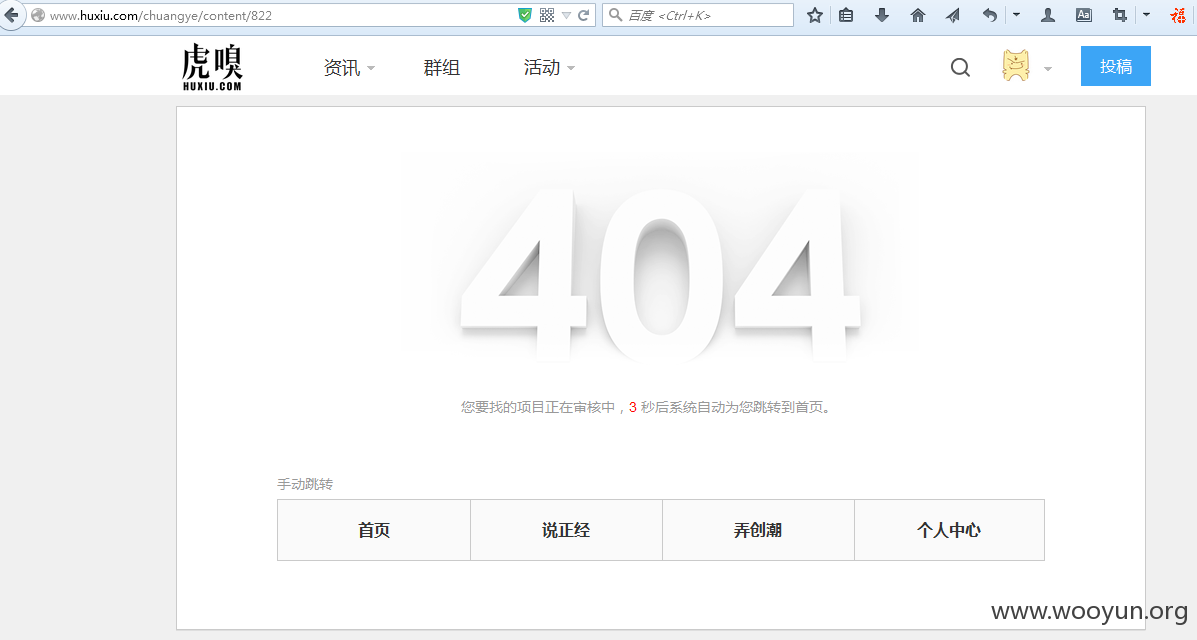 www.huxiu.com/chuangye/content/822
百度 <Ctrl+K>
Aa
福
虎嗅
HUXIU.COM
资讯
群组
活动
投稿
404
您要找的项目正在审核中，3 秒后系统自动为您跳转到首页。
手动跳转
首页
说正经
弄创潮
个人中心
www.wooyun.org